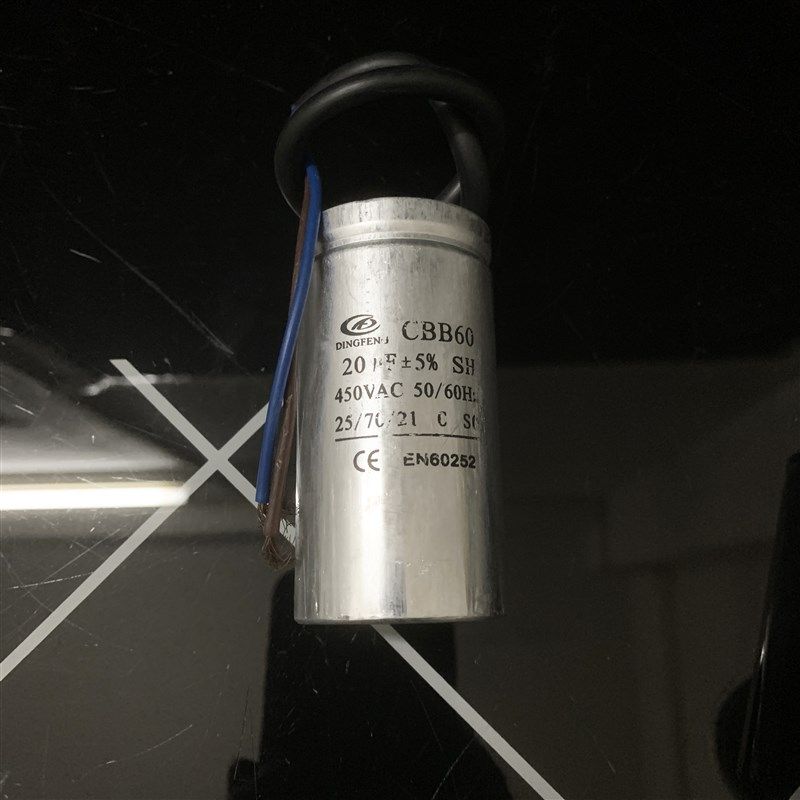 DINGFENG CBB60
20 µF ±5% SH
450VAC 50/60Hz
25/70/21 C
CE EN60252